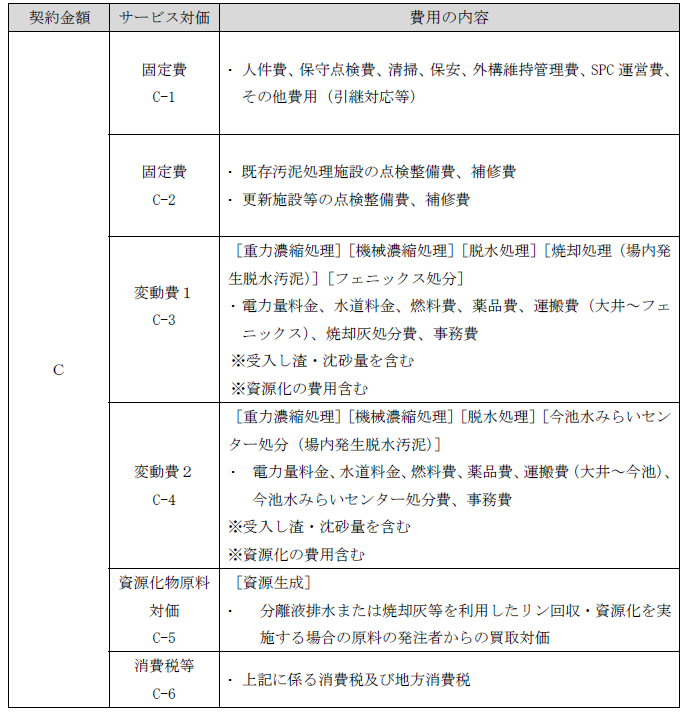 契約金額 サービス対価 費用の内容
C
固定費
C-1
・人件費、保守点検費、清掃、保安、外構維持管理費、SPC 運営費、
その他費用（引継対応等）
固定費
C-2
・既存汚泥処理施設の点検整備費、補修費
・更新施設等の点検整備費、補修費
変動費１
C-3
［重力濃縮処理］［機械濃縮処理］［脱水処理］［焼却処理（場内発
生脱水汚泥）］［フェニックス処分］
・電力量料金、水道料金、燃料費、薬品費、運搬費（大井～フェ
ニックス）、焼却灰処分費、事務費
※受入し渣・沈砂量を含む
※資源化の費用含む
変動費２
C-4
［重力濃縮処理］［機械濃縮処理］［脱水処理］［今池水みらいセン
ター処分（場内発生脱水汚泥）］
・ 電力量料金、水道料金、燃料費、薬品費、運搬費（大井～今池）、
今池水みらいセンター処分費、事務費
※受入し渣・沈砂量を含む
※資源化の費用含む
資源化物原料
対価
C-5
［資源生成］
・ 分離液排水または焼却灰等を利用したリン回収・資源化を実
施する場合の原料の発注者からの買取対価
消費税等
C-6
・上記に係る消費税及び地方消費税